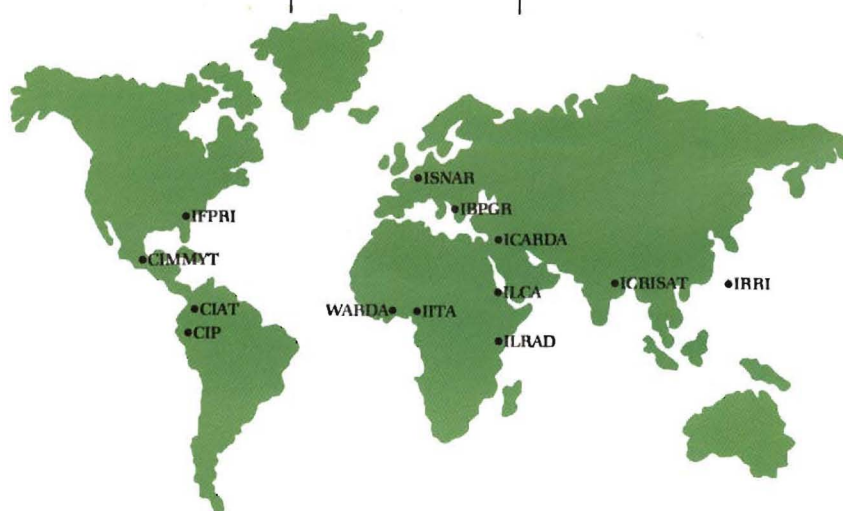 ISNAR
IBPGR
IFPRI
ICARDA
CIMMYT
ICRISAT
IRRI
ILCA
CIAT
WARDA
IITA
CIP
ILRAD